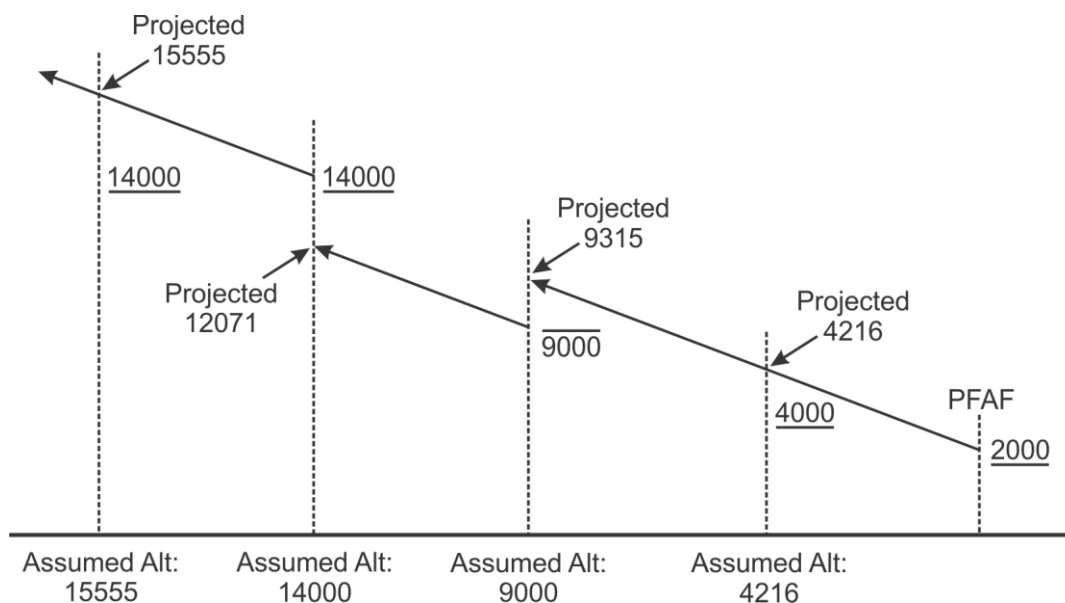 Projected
15555
14000
14000
Projected
12071
Projected
9315
9000
Projected
4216
4000
PFAF
2000
Assumed Alt:
15555
Assumed Alt:
14000
Assumed Alt:
9000
Assumed Alt:
4216